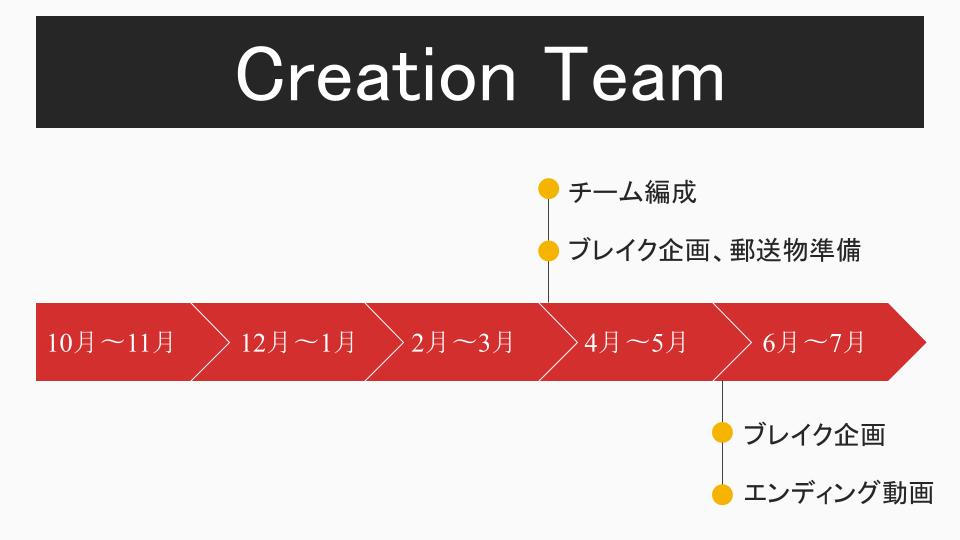 Creation Team
チーム編成
ブレイク企画、郵送物準備
10月～11月
12月～1月
2月～3月
4月～5月
6月～7月
ブレイク企画
エンディング動画